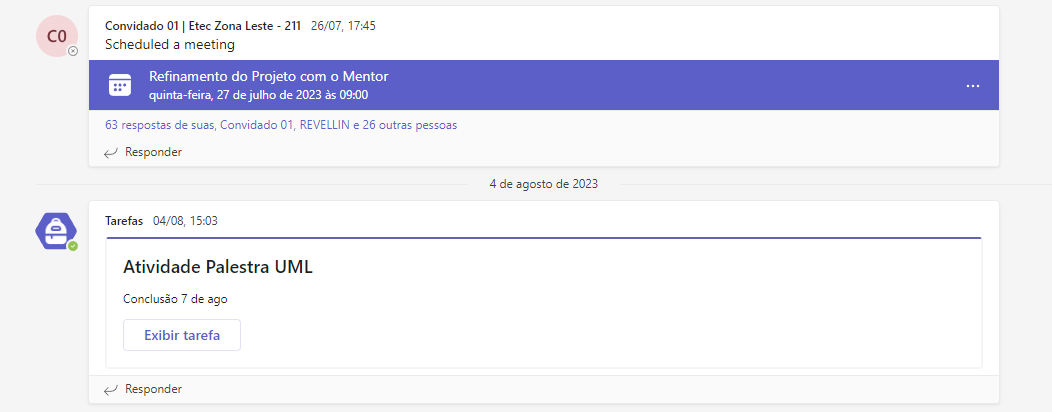 C0
Convidado 01 | Etec Zona Leste - 211 26/07, 17:45
Scheduled a meeting
Refinamento do Projeto com o Mentor
quinta-feira, 27 de julho de 2023 às 09:00
...
63 respostas de suas, Convidado 01, REVELLIN e 26 outras pessoas
Responder
4 de agosto de 2023
Tarefas 04/08, 15:03
Atividade Palestra UML
Conclusão 7 de ago
Exibir tarefa
Responder